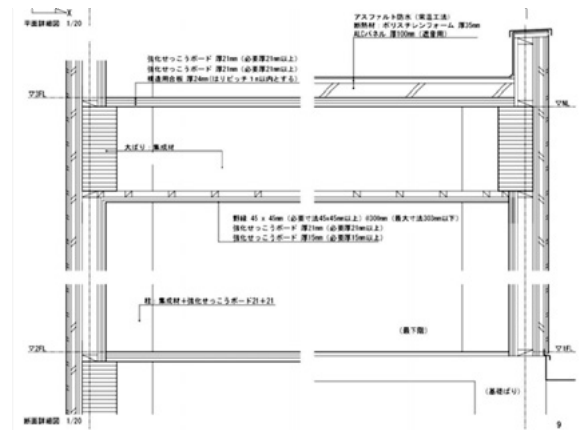 X
平面詳細図 1/20
アスファルト防水(常温工法)
断熱材 ポリスチレンフォーム 厚35mm
ALCパネル 厚100mm(遮音用)
強化せっこうボード 厚21mm(必要厚21mm以上)
強化せっこうボード 厚21mm(必要厚21mm以上)
構造用合板 厚24mm(はりピッチ1m以内とする)
▽3FL
▽NL
大ばり 集成材
野縁 45 x 45mm(必要寸法45x45mm以上)@300mm(最大寸法303mm以下)
強化せっこうボード 厚21mm(必要厚21mm以上)
強化せっこうボード 厚15mm(必要厚15mm以上)
柱 集成材+強化せっこうボード21+21
(最下階)
▽2FL
▽1FL
(基礎ばり)
断面詳細図 1/20
9